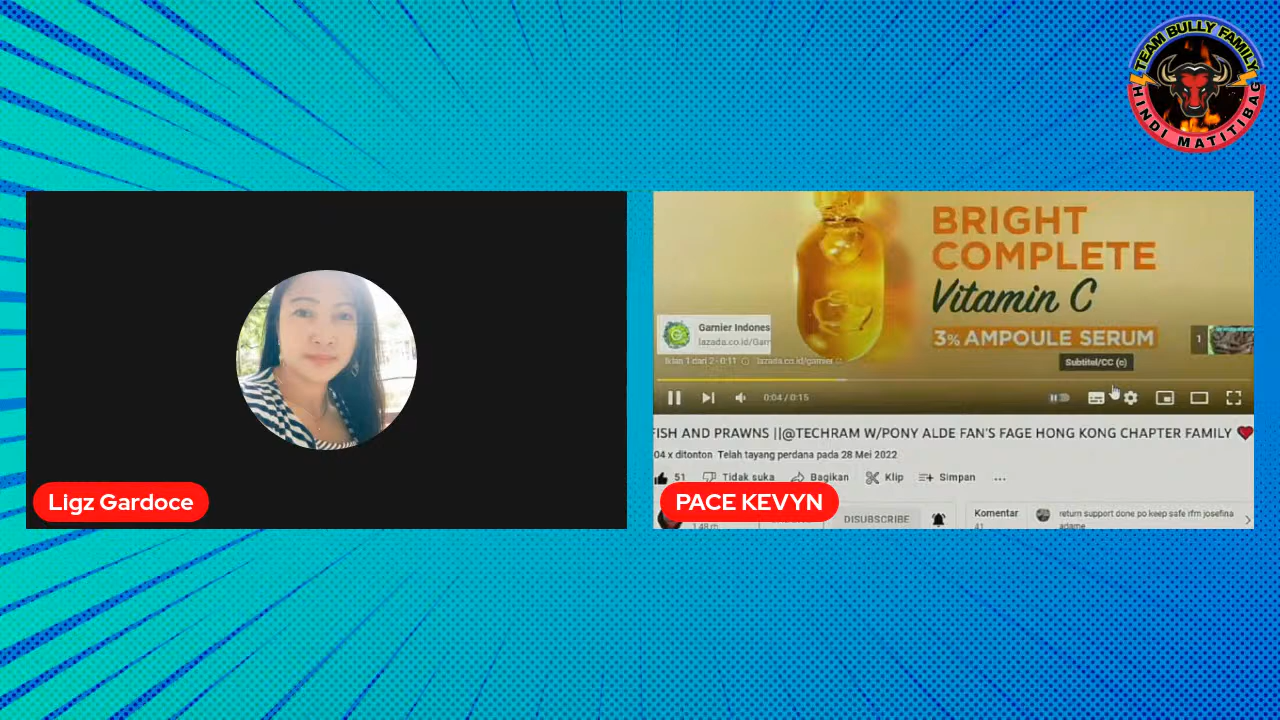 TEAM BULLY FAMILY
HINDI MATITIBAG
BRIGHT
COMPLETE
Vitamin C
3% AMPOULE SERUM
Garnier Indones
lazada.co.id/Garr
Iklan 1 dari 2 · 0:11
lazada.co.id/garnier
Subtitel/CC (c)
1
0:04 / 0:15
FISH AND PRAWNS ||@TECHRAM W/PONY ALDE FAN'S FAGE HONG KONG CHAPTER FAMILY ❤
04 x ditonton Telah tayang perdana pada 28 Mei 2022
51 Tidak suka Bagikan Klip Simpan ...
Ligz Gardoce
PACE KEVYN
DISUBSCRIBE
Komentar
41
return support done po keep safe rfm josefina
adame